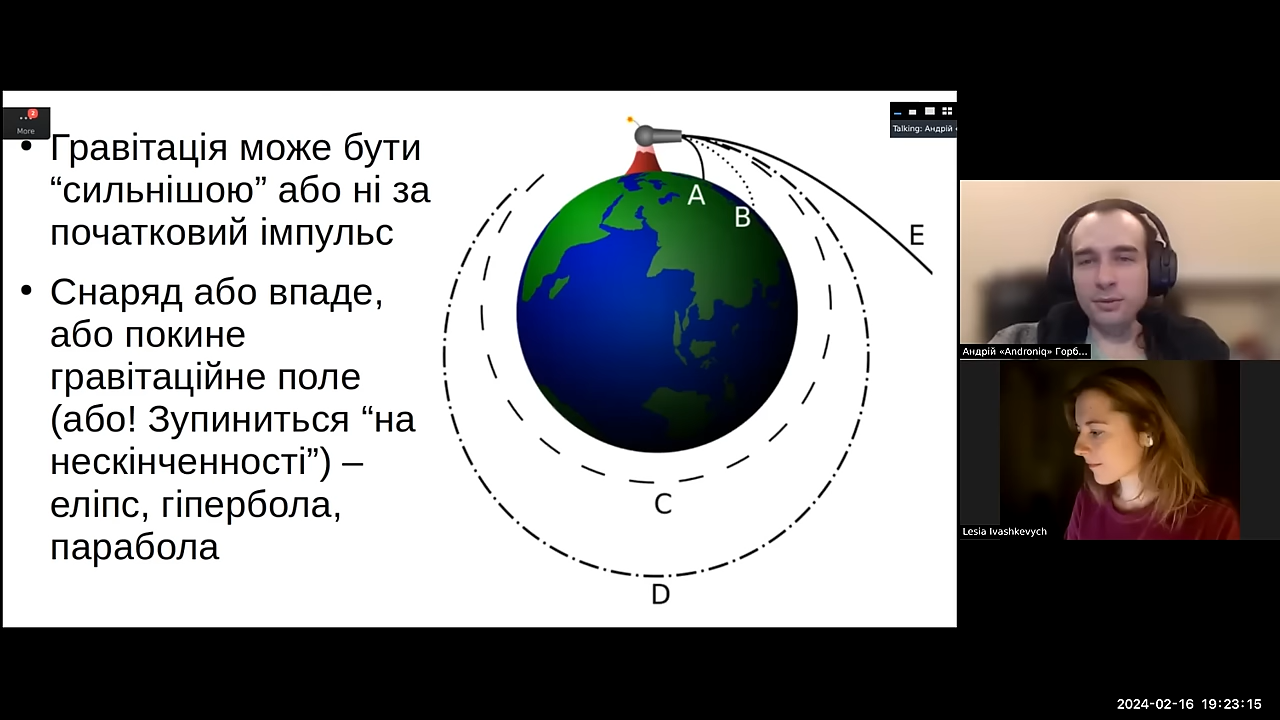 2
More
Talking: Андрій
• Гравітація може бути
“сильнішою” або ні за
початковий імпульс
• Снаряд або впаде,
або покине
гравітаційне поле
(або! Зупиниться “на
нескінченності”) –
еліпс, гіпербола,
парабола
A
B
E
C
D
Андрій «Androniq» Горб...
Lesia Ivashkevych
2024-02-16 19:23:15